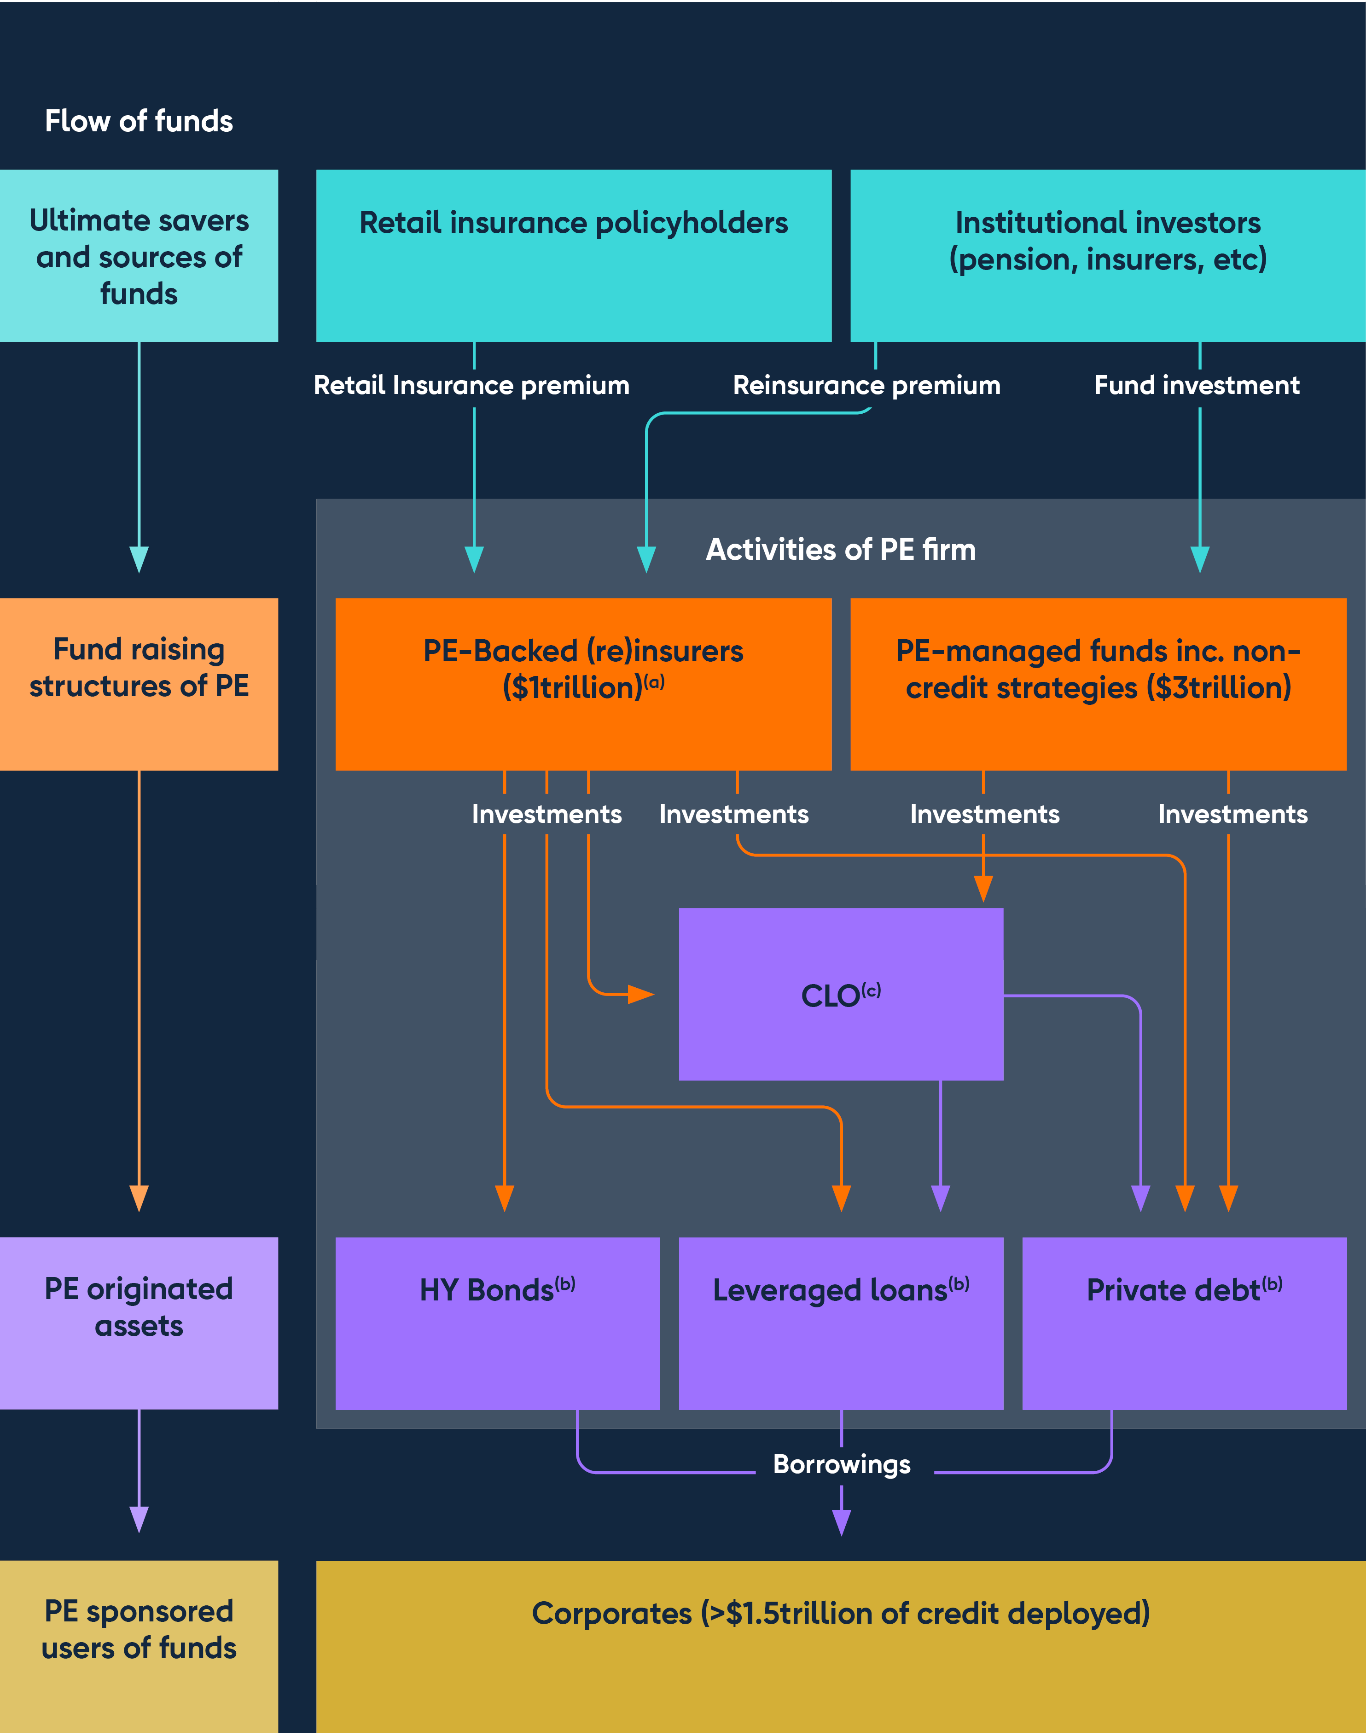 Flow of funds
Ultimate savers
and sources of
funds
Retail insurance policyholders
Institutional investors
(pension, insurers, etc)
Retail Insurance premium
Reinsurance premium
Fund investment
Activities of PE firm
Fund raising
structures of PE
PE-Backed (re)insurers
($1trillion)(a)
PE-managed funds inc. non-
credit strategies ($3trillion)
Investments
Investments
Investments
Investments
CLO(c)
PE originated
assets
HY Bonds(b)
Leveraged loans(b)
Private debt(b)
Borrowings
PE sponsored
users of funds
Corporates (>$1.5trillion of credit deployed)